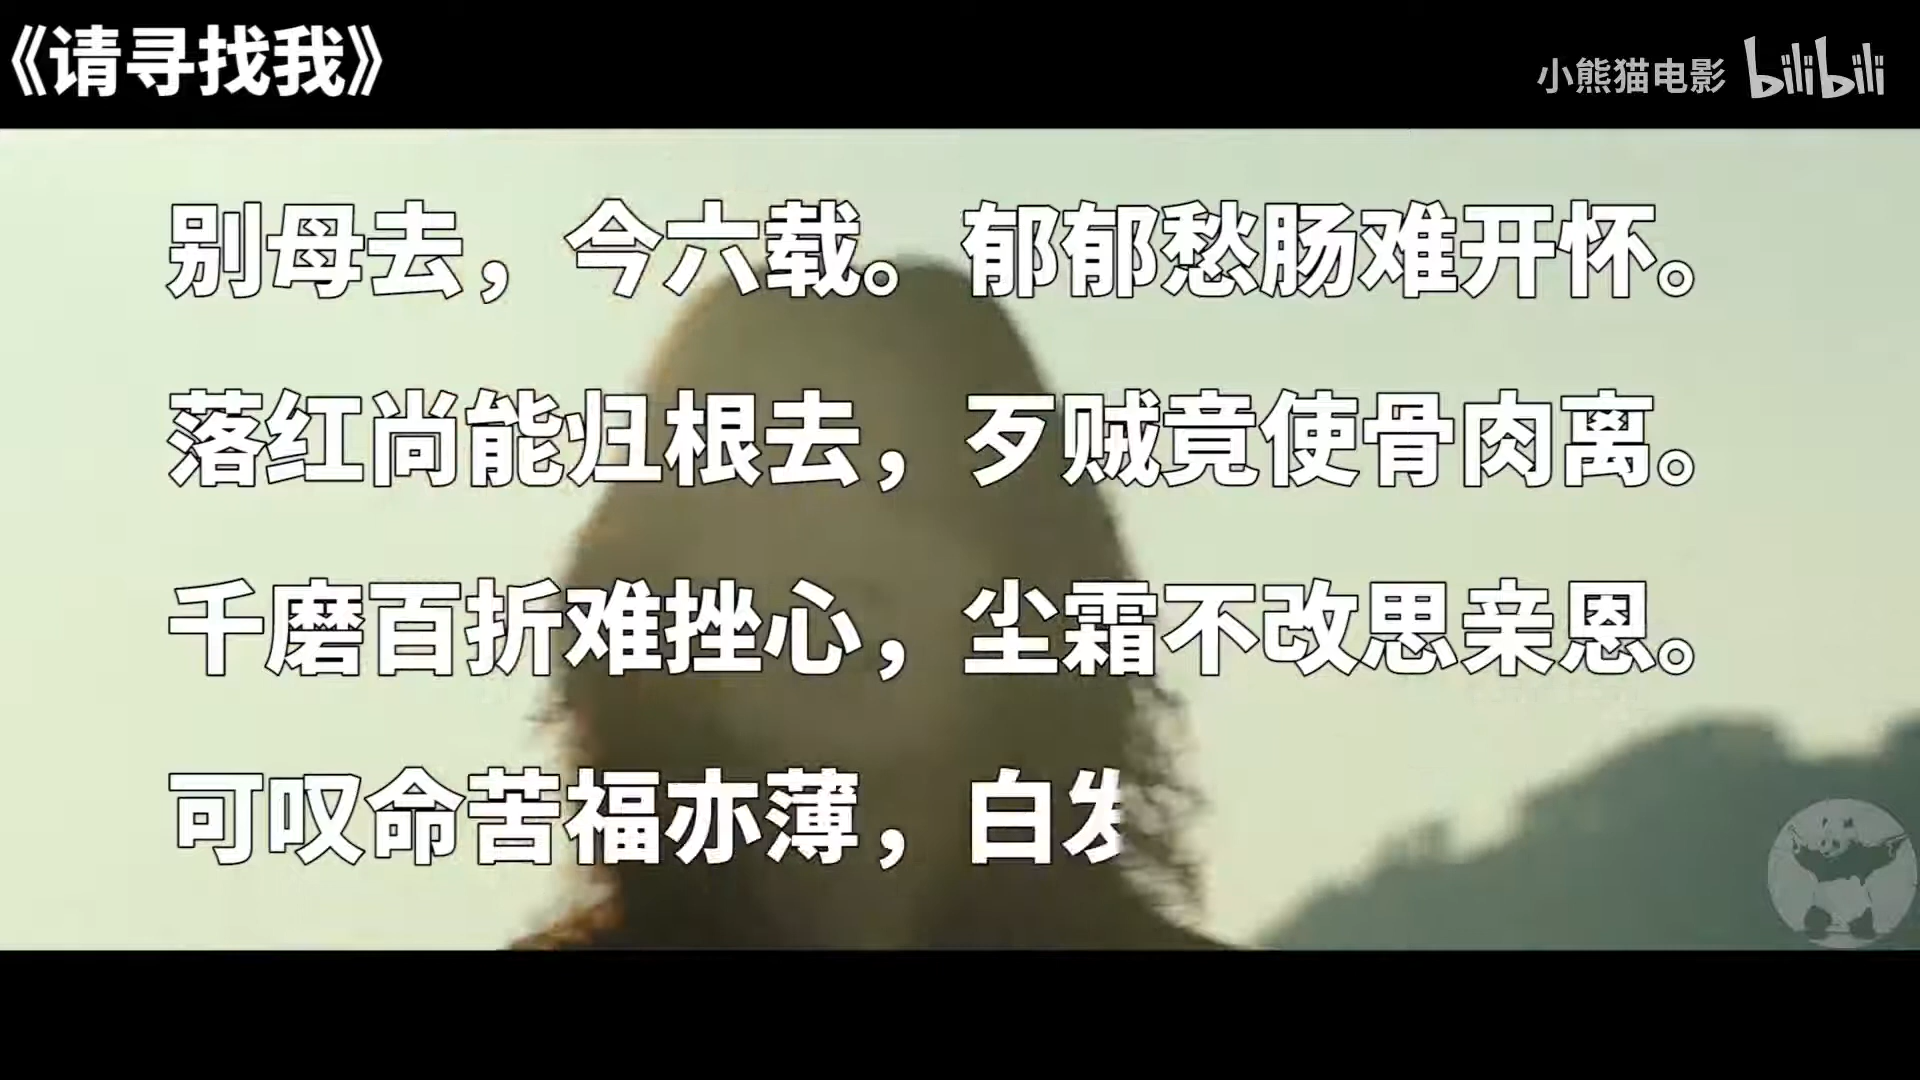 《请寻找我》
小熊猫电影 bilibili
别母去，今六载。郁郁愁肠难开怀。
落红尚能归根去，歹贼竟使骨肉离。
千磨百折难挫心，尘霜不改思亲恩。
可叹命苦福亦薄，白发